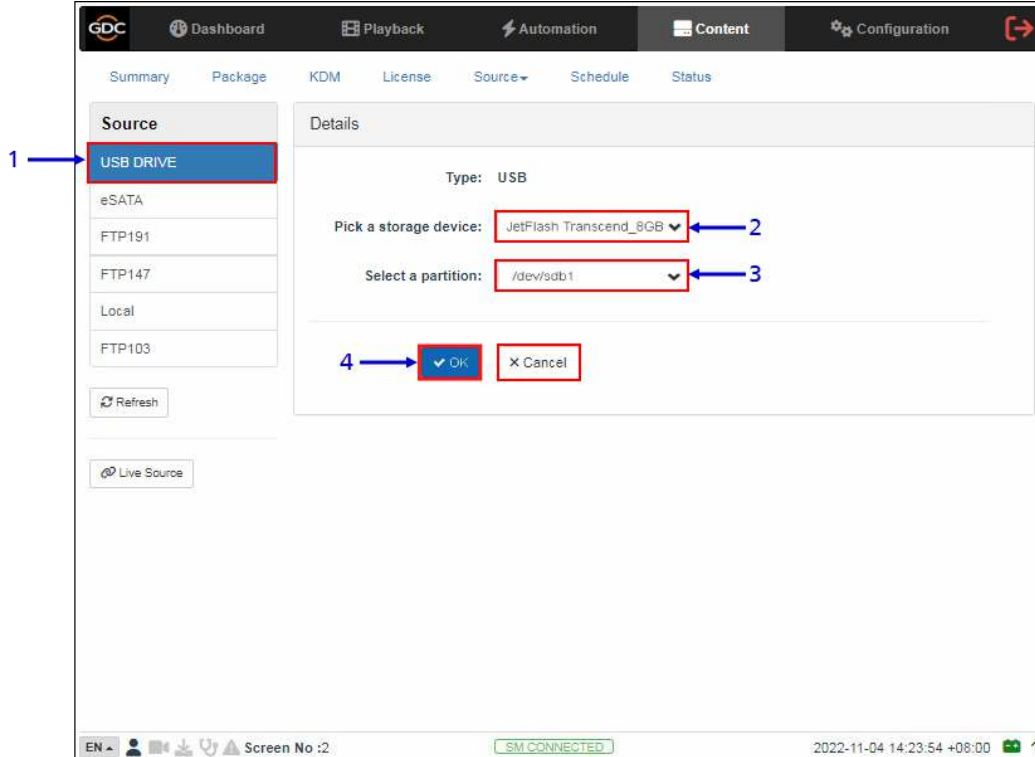 GDC Dashboard Playback Automation Content Configuration
Summary Package KDM License Source Schedule Status
Source
Details
1
USB DRIVE
eSATA
FTP191
FTP147
Local
FTP103
Refresh
Live Source
Type: USB
Pick a storage device: JetFlash Transcend_8GB 2
Select a partition: /dev/sdb1 3
4 OK Cancel
EN Screen No :2 SM CONNECTED 2022-11-04 14:23:54 +08:00